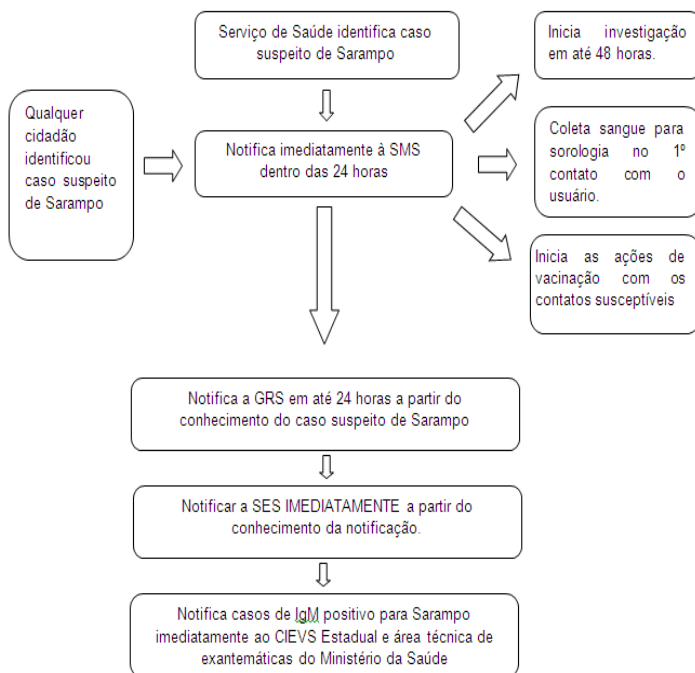 Serviço de Saúde identifica caso
suspeito de Sarampo
Inicia investigação
em até 48 horas.
Qualquer
cidadão
identificou
caso suspeito
de Sarampo
Notifica imediatamente à SMS
dentro das 24 horas
Coleta sangue para
sorologia no 1º
contato com o
usuário.
Inicia as ações de
vacinação com os
contatos susceptíveis
Notifica a GRS em até 24 horas a partir do
conhecimento do caso suspeito de Sarampo
Notificar a SES IMEDIATAMENTE a partir do
conhecimento da notificação.
Notifica casos de IgM positivo para Sarampo
imediatamente ao CIEVS Estadual e área técnica de
exantemáticas do Ministério da Saúde